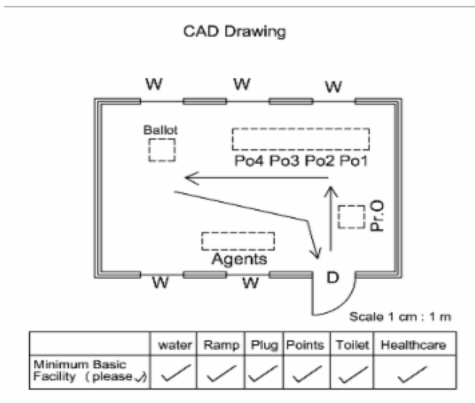 CAD Drawing
W W W
Ballot
Po4 Po3 Po2 Po1
Pr.O
Agents
W W D
Scale 1 cm : 1 m
water Ramp Plug Points Toilet Healthcare
Minimum Basic
Facility ( please ✓)
✓ ✓ ✓ ✓ ✓ ✓